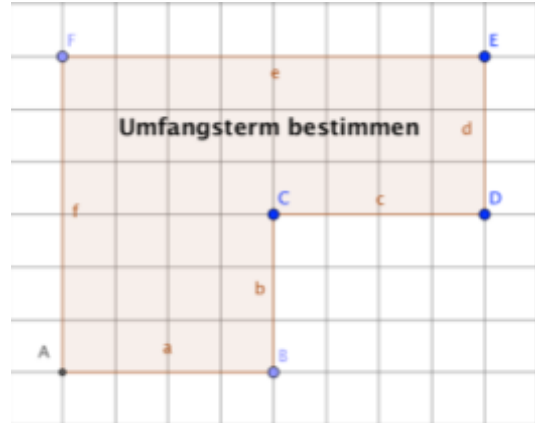 F E
e
Umfangsterm bestimmen d
C c D
f
b
A a B